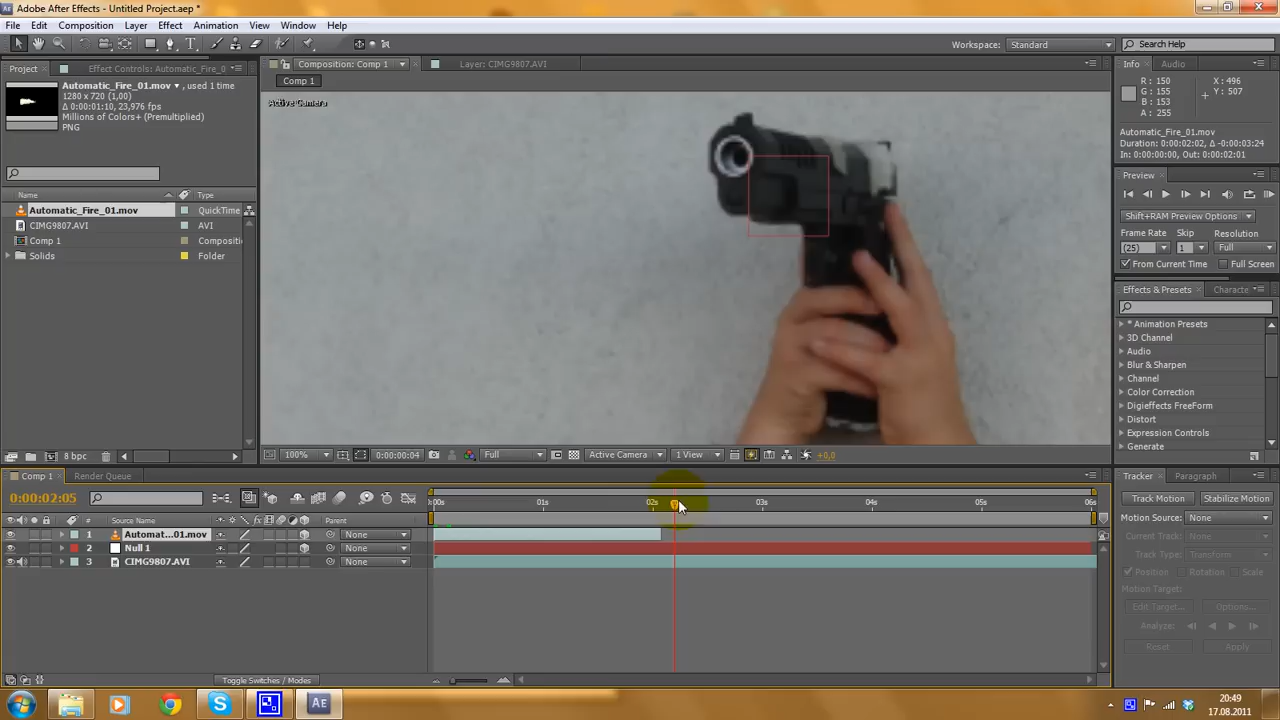 Adobe After Effects - Untitled Project.aep *
File Edit Composition Layer Effect Animation View Window Help
Workspace: Standard Search Help
Project Effect Controls: Automatic_Fire_0
Composition: Comp 1 Layer: CIMG9807.AVI
Info Audio
Automatic_Fire_01.mov , used 1 time
1280 x 720 (1,00)
Δ 0:00:01:10, 23,976 fps
Millions of Colors+ (Premultiplied)
PNG
Comp 1
Active Camera
R: 150 X: 496
G: 155 Y: 507
B: 153
A: 255
Automatic_Fire_01.mov
Duration: 0:00:02:02, Δ -0:00:03:24
In: 0:00:00:00, Out: 0:00:02:01
Preview
Shift+RAM Preview Options
Frame Rate Skip Resolution
(25) 1 Full
From Current Time Full Screen
Name Type
Automatic_Fire_01.mov QuickTime
CIMG9807.AVI AVI
Comp 1 Compositi
Solids Folder
Effects & Presets Characte
* Animation Presets
3D Channel
Audio
Blur & Sharpen
Channel
Color Correction
Digieffects FreeForm
Distort
Expression Controls
Generate
8 bpc
100% 0:00:00:04 Full Active Camera 1 View +0,0
Comp 1 Render Queue
Tracker Paragraph
0:00:02:05
:00s 01s 02s 03s 04s 05s 06s
# Source Name Parent
1 Automat...01.mov None
2 Null 1 None
3 CIMG9807.AVI None
Track Motion Stabilize Motion
Motion Source: None
Current Track: None
Track Type: Transform
Position Rotation Scale
Motion Target:
Edit Target... Options...
Analyze:
Reset Apply
Toggle Switches / Modes
20:49
17.08.2011